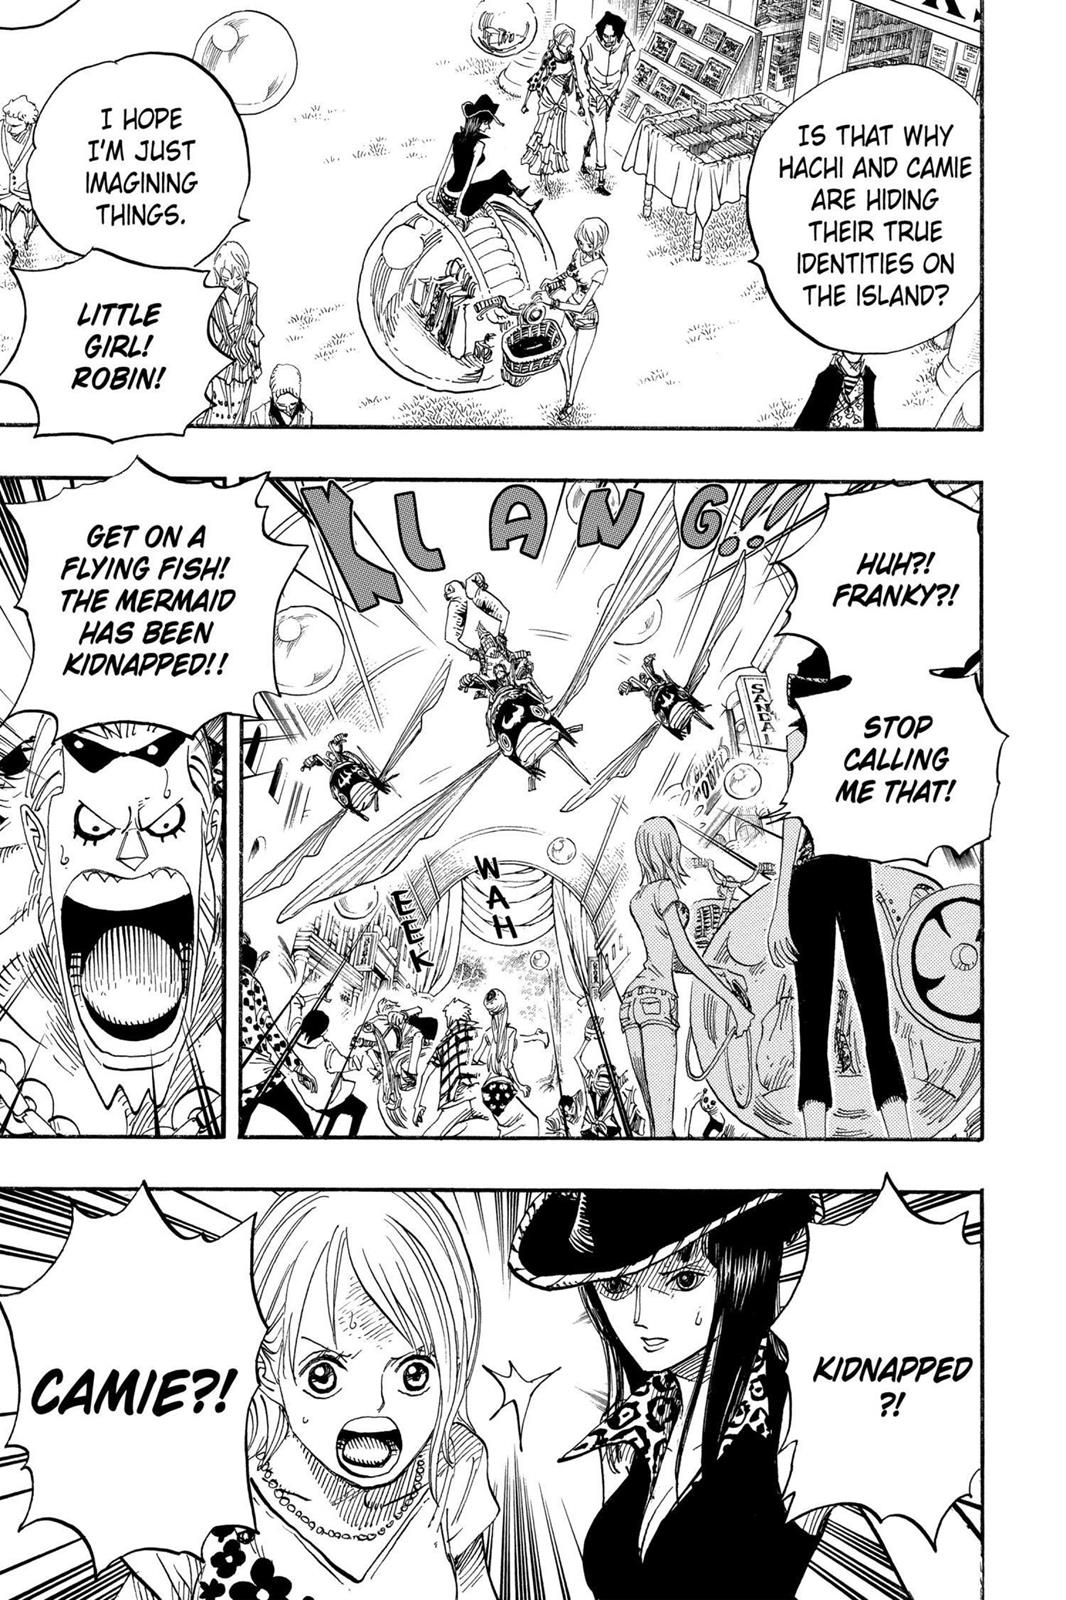 IS THAT WHY
HACHI AND CAMIE
ARE HIDING
THEIR TRUE
IDENTITIES ON
THE ISLAND?
I HOPE
I'M JUST
IMAGINING
THINGS.
LITTLE
GIRL!
ROBIN!
HUH?!
FRANKY?!
STOP
CALLING
ME THAT!
KLANG!!
SANDAI
WAH
EEK
GET ON A
FLYING FISH!
THE MERMAID
HAS BEEN
KIDNAPPED!!
KIDNAPPED
?!
CAMIE?!